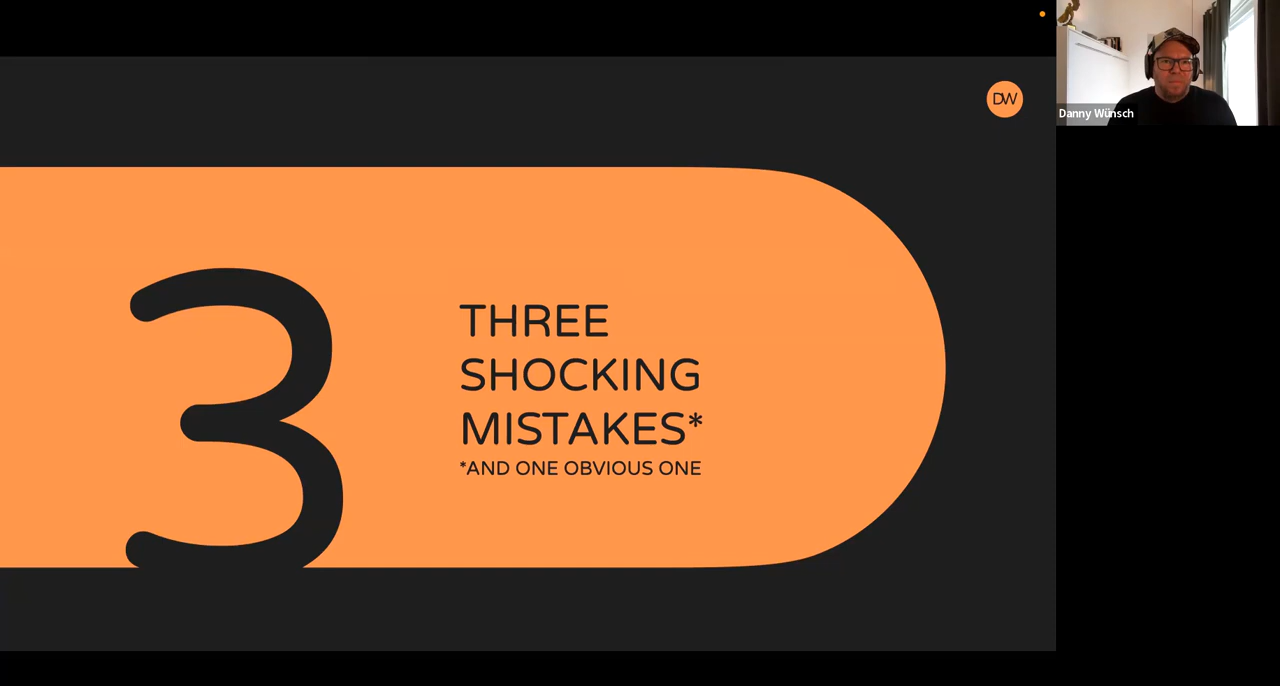 DW
Danny Wünsch
3
THREE
SHOCKING
MISTAKES*
*AND ONE OBVIOUS ONE